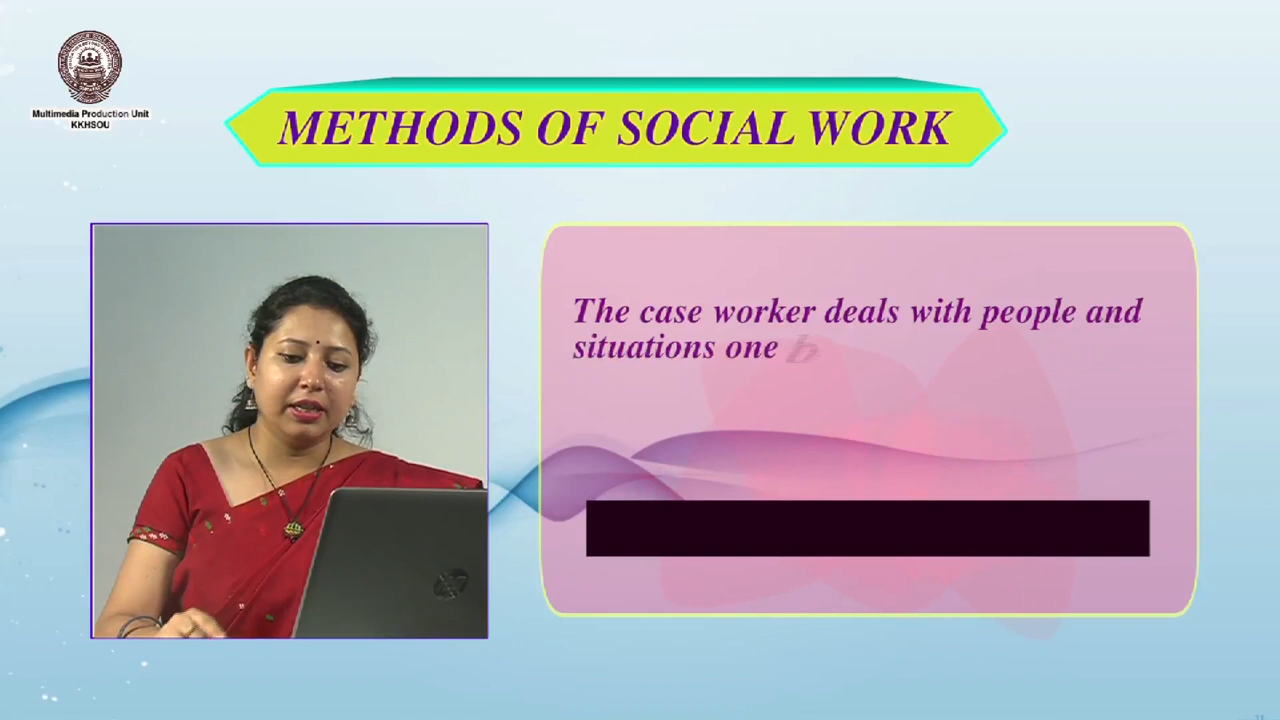 Multimedia Production Unit
KKHSOU
METHODS OF SOCIAL WORK
The case worker deals with people and
situations one b